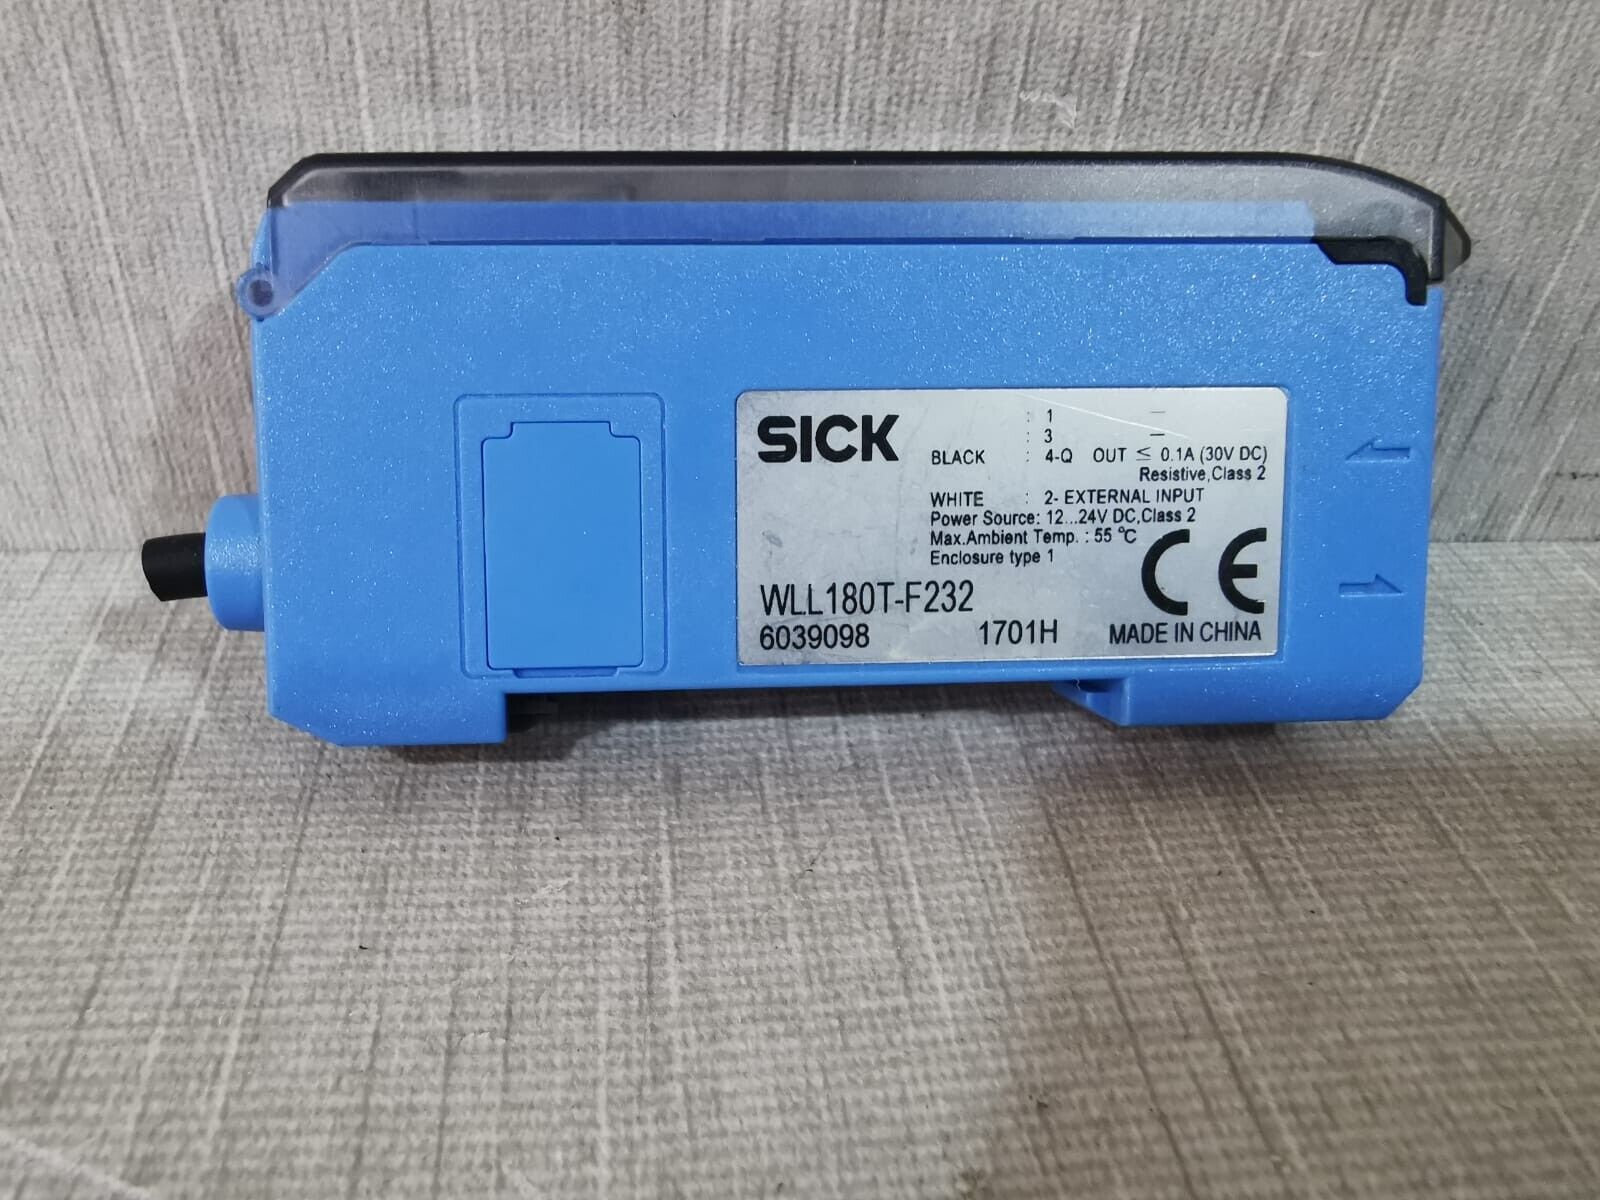 SICK
: 1 —
: 3 —
BLACK : 4-Q OUT ≤ 0.1A (30V DC)
Resistive,Class 2
WHITE : 2- EXTERNAL INPUT
Power Source: 12...24V DC,Class 2
Max.Ambient Temp. : 55 °C
Enclosure type 1
CE
WLL180T-F232
6039098 1701H MADE IN CHINA